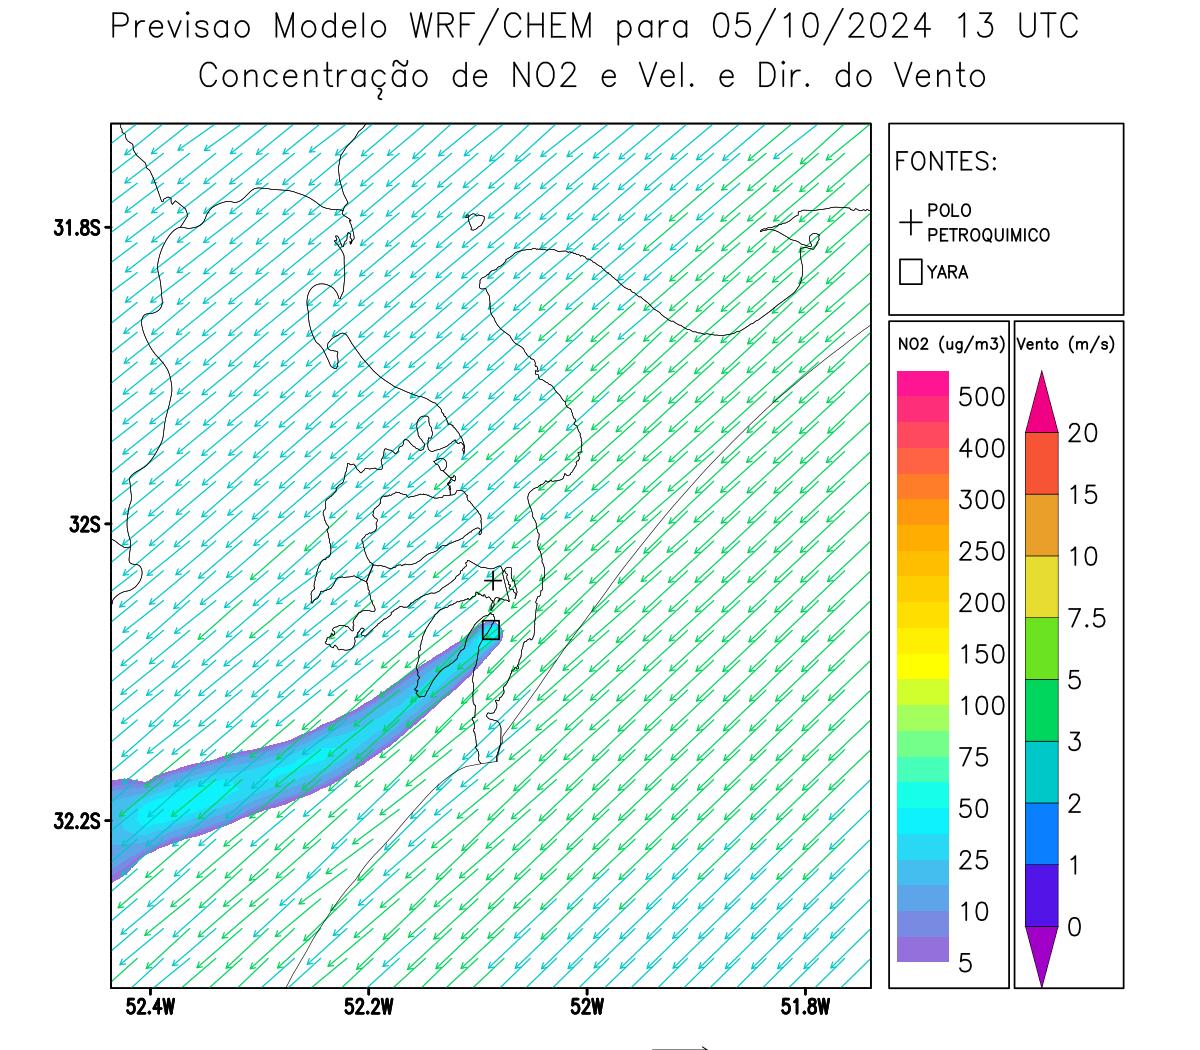 Previsao Modelo WRF/CHEM para 05/10/2024 13 UTC
Concentração de NO2 e Vel. e Dir. do Vento
FONTES:
POLO
PETROQUIMICO
YARA
NO2 (ug/m3)
500
400
300
250
200
150
100
75
50
25
10
5
Vento (m/s)
20
15
10
7.5
5
3
2
1
0
31.8S
32S
32.2S
52.4W
52.2W
52W
51.8W